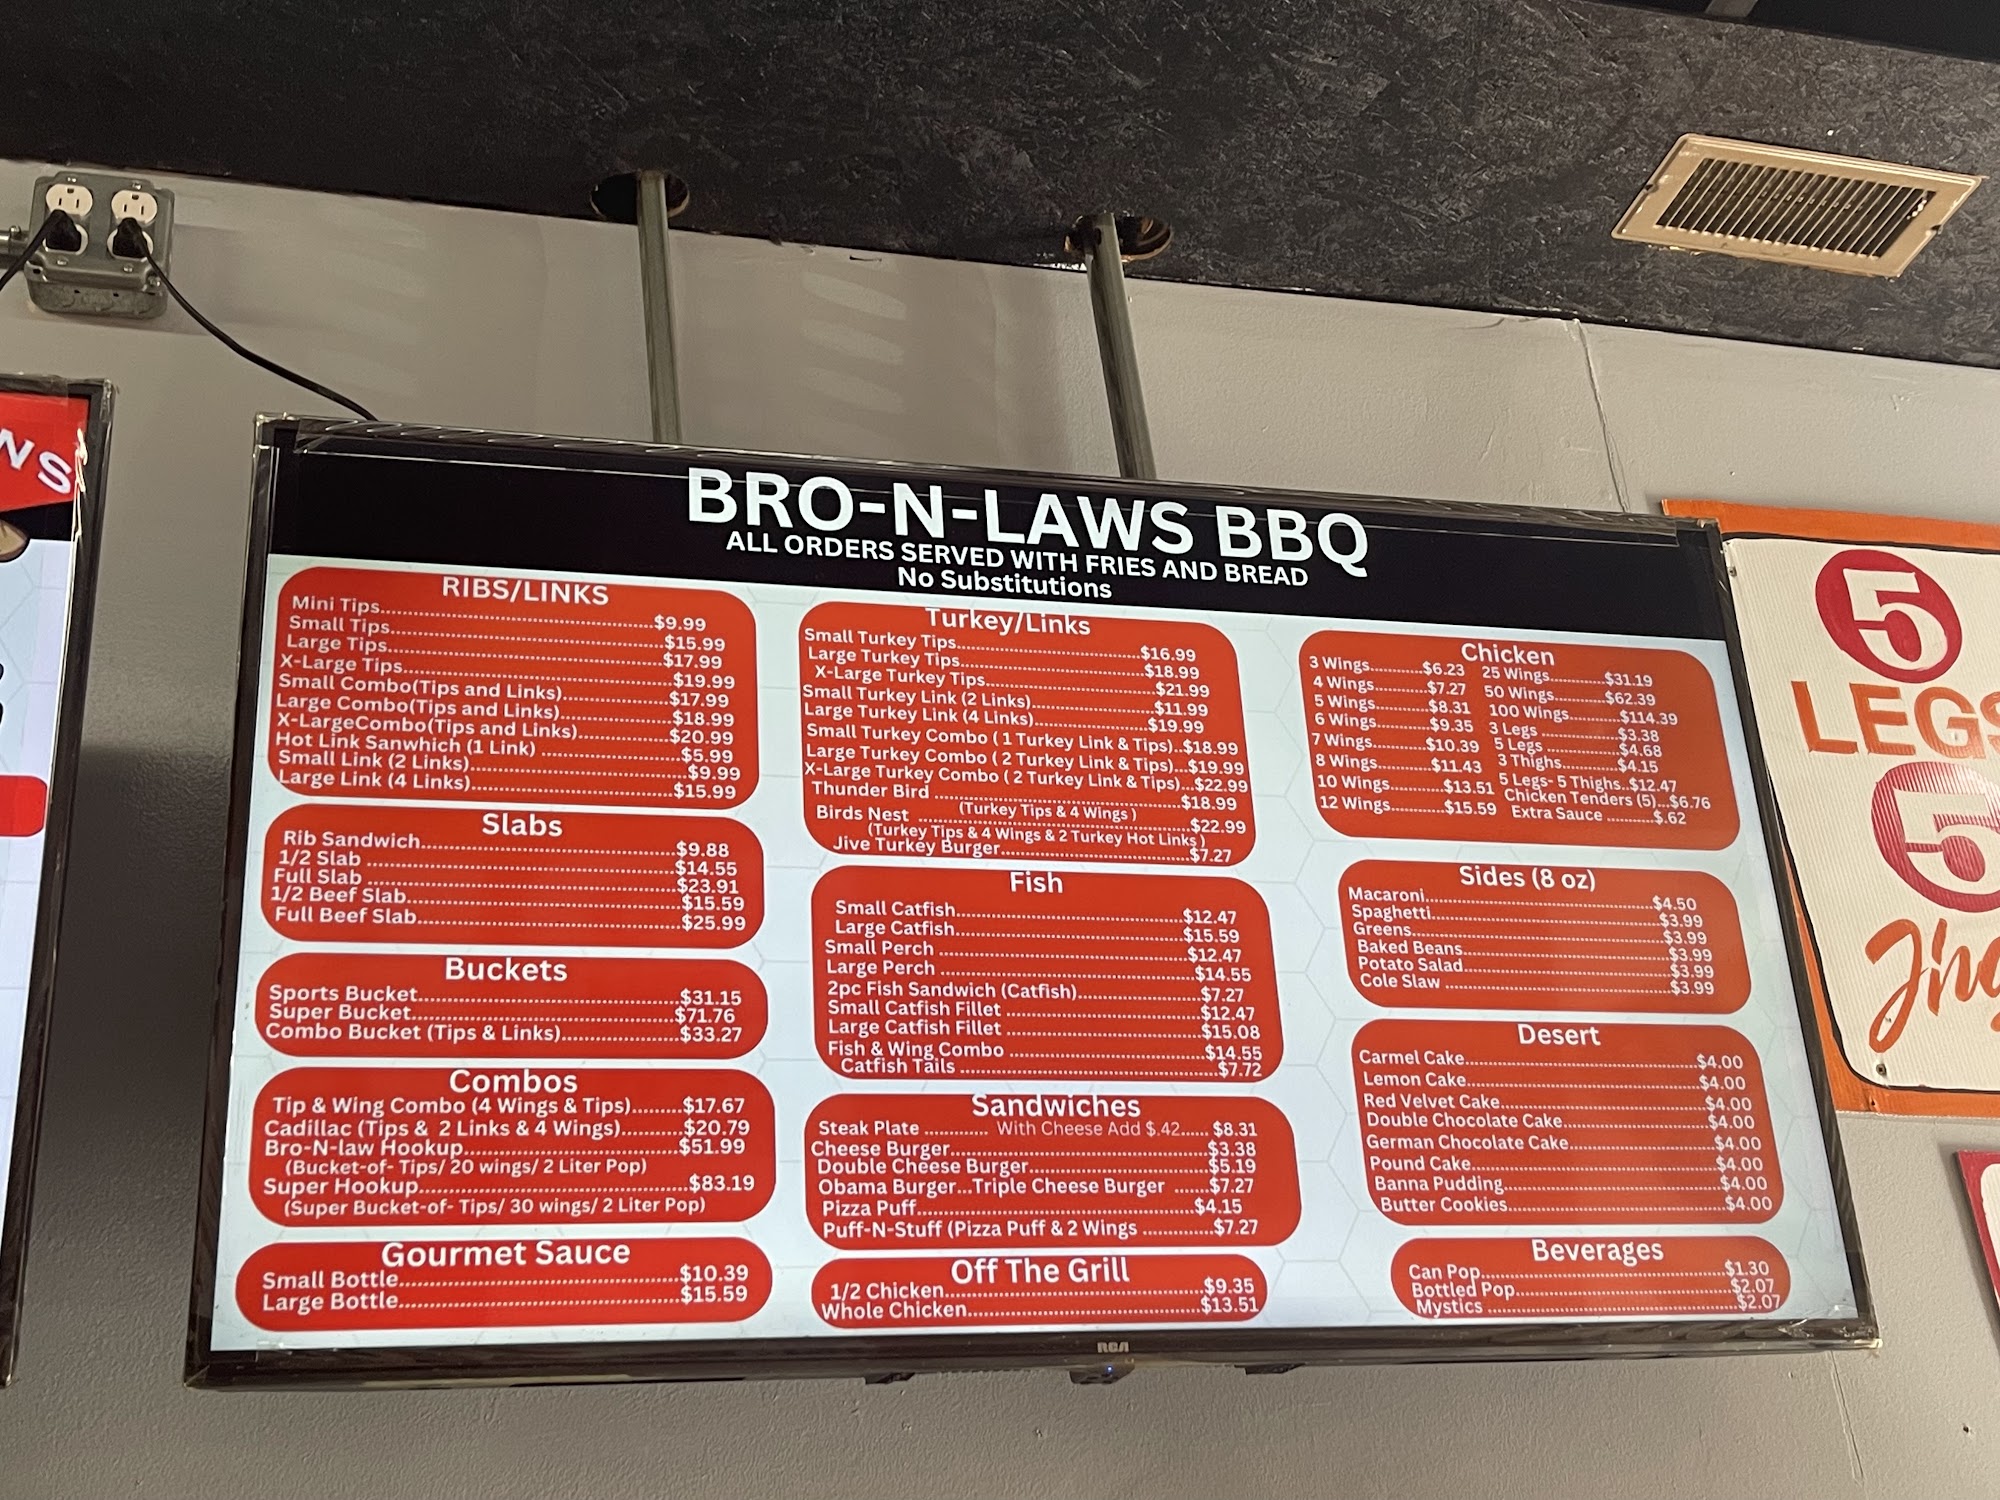 WS
BRO-N-LAWS BBQ
ALL ORDERS SERVED WITH FRIES AND BREAD
No Substitutions
RIBS/LINKS
Mini Tips $9.99
Small Tips $15.99
Large Tips $17.99
X-Large Tips $19.99
Small Combo(Tips and Links) $17.99
Large Combo(Tips and Links) $18.99
X-LargeCombo(Tips and Links) $20.99
Hot Link Sanwhich (1 Link) $5.99
Small Link (2 Links) $9.99
Large Link (4 Links) $15.99
Slabs
Rib Sandwich $9.88
1/2 Slab $14.55
Full Slab $23.91
1/2 Beef Slab $15.59
Full Beef Slab $25.99
Buckets
Sports Bucket $31.15
Super Bucket $71.76
Combo Bucket (Tips & Links) $33.27
Combos
Tip & Wing Combo (4 Wings & Tips) $17.67
Cadillac (Tips & 2 Links & 4 Wings) $20.79
Bro-N-law Hookup $51.99
(Bucket-of- Tips/ 20 wings/ 2 Liter Pop)
Super Hookup $83.19
(Super Bucket-of- Tips/ 30 wings/ 2 Liter Pop)
Gourmet Sauce
Small Bottle $10.39
Large Bottle $15.59
Turkey/Links
Small Turkey Tips $16.99
Large Turkey Tips $18.99
X-Large Turkey Tips $21.99
Small Turkey Link (2 Links) $11.99
Large Turkey Link (4 Links) $19.99
Small Turkey Combo ( 1 Turkey Link & Tips) $18.99
Large Turkey Combo ( 2 Turkey Link & Tips) $19.99
X-Large Turkey Combo ( 2 Turkey Link & Tips) $22.99
Thunder Bird $18.99
(Turkey Tips & 4 Wings )
Birds Nest $22.99
(Turkey Tips & 4 Wings & 2 Turkey Hot Links )
Jive Turkey Burger $7.27
Fish
Small Catfish $12.47
Large Catfish $15.59
Small Perch $12.47
Large Perch $14.55
2pc Fish Sandwich (Catfish) $7.27
Small Catfish Fillet $12.47
Large Catfish Fillet $15.08
Fish & Wing Combo $14.55
Catfish Tails $7.72
Sandwiches
Steak Plate With Cheese Add $.42 $8.31
Cheese Burger $3.38
Double Cheese Burger $5.19
Obama Burger...Triple Cheese Burger $7.27
Pizza Puff $4.15
Puff-N-Stuff (Pizza Puff & 2 Wings $7.27
Off The Grill
1/2 Chicken $9.35
Whole Chicken $13.51
Chicken
3 Wings $6.23 25 Wings $31.19
4 Wings $7.27 50 Wings $62.39
5 Wings $8.31 100 Wings $114.39
6 Wings $9.35 3 Legs $3.38
7 Wings $10.39 5 Legs $4.68
8 Wings $11.43 3 Thighs $4.15
10 Wings $13.51 5 Legs- 5 Thighs $12.47
12 Wings $15.59 Chicken Tenders (5) $6.76
Extra Sauce $.62
Sides (8 oz)
Macaroni $4.50
Spaghetti $3.99
Greens $3.99
Baked Beans $3.99
Potato Salad $3.99
Cole Slaw $3.99
Desert
Carmel Cake $4.00
Lemon Cake $4.00
Red Velvet Cake $4.00
Double Chocolate Cake $4.00
German Chocolate Cake $4.00
Pound Cake $4.00
Banna Pudding $4.00
Butter Cookies $4.00
Beverages
Can Pop $1.30
Bottled Pop $2.07
Mystics $2.07
RCA
5
LEGS
5